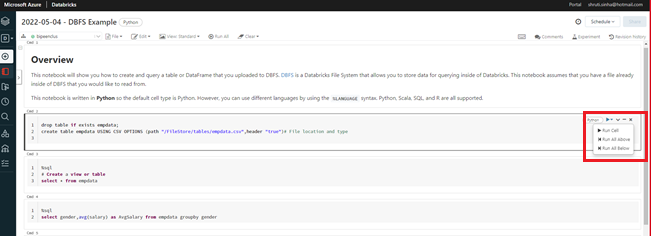 Microsoft Azure | Databricks Portal
2022-05-04 - DBFS Example Python Schedule Share
File Edit View: Standard Run All Clear Comments Experiment Revision history
Cmd 1
Overview
This notebook will show you how to create and query a table or DataFrame that you uploaded to DBFS. DBFS is a Databricks File System that allows you to store data for querying inside of Databricks. This notebook assumes that you have a file already
inside of DBFS that you would like to read from.
This notebook is written in Python so the default cell type is Python. However, you can use different languages by using the %LANGUAGE syntax. Python, Scala, SQL, and R are all supported.
Cmd 2
Python
1
2 drop table if exists empdata;
create table empdata USING CSV OPTIONS (path "/FileStore/tables/empdata.csv",header "true")# File location and type
3
Run Cell
Run All Above
Run All Below
Cmd 3
1 %sql
2 # Create a view or table
3 select * from empdata
Cmd 4
1 %sql
2 select gender,avg(salary) as AvgSalary from empdata groupby gender